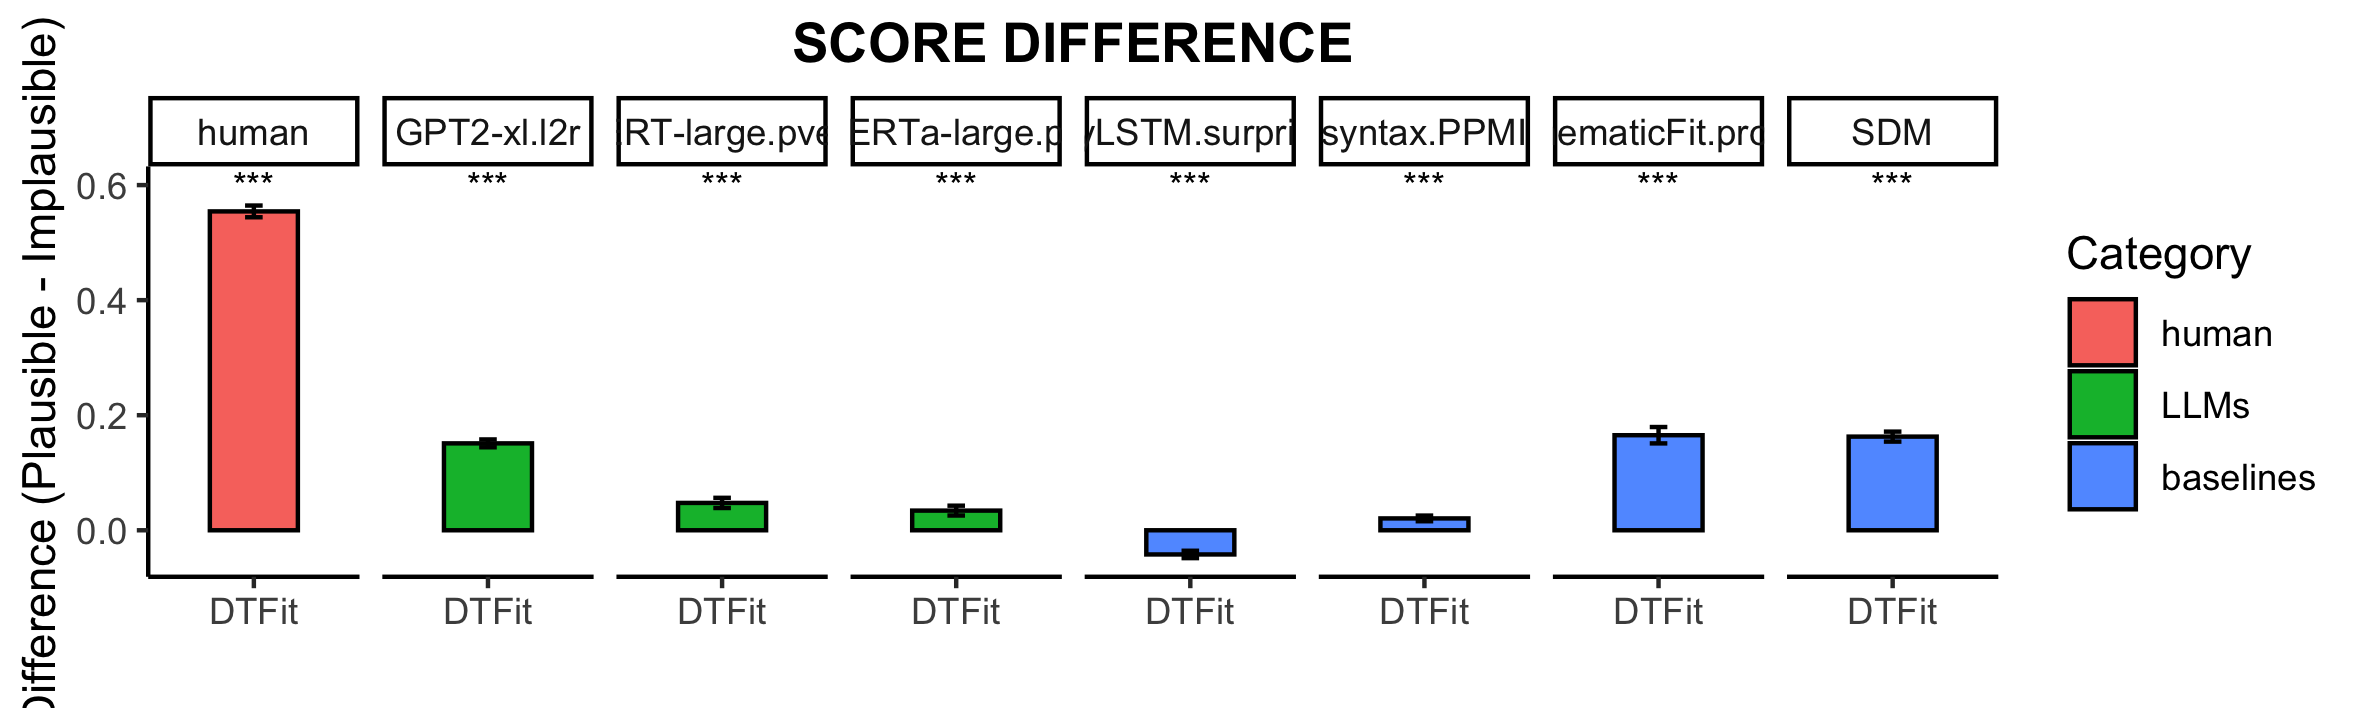 SCORE DIFFERENCE
Difference (Plausible - Implausible)
human
GPT2-xl.l2r
RT-large.pve
ERTa-large.p
LSTM.surpri
syntax.PPMI
ematicFit.pro
SDM
*** *** *** *** *** *** *** ***
0.6
0.4
0.2
0.0
DTFit DTFit DTFit DTFit DTFit DTFit DTFit DTFit
Category
human
LLMs
baselines